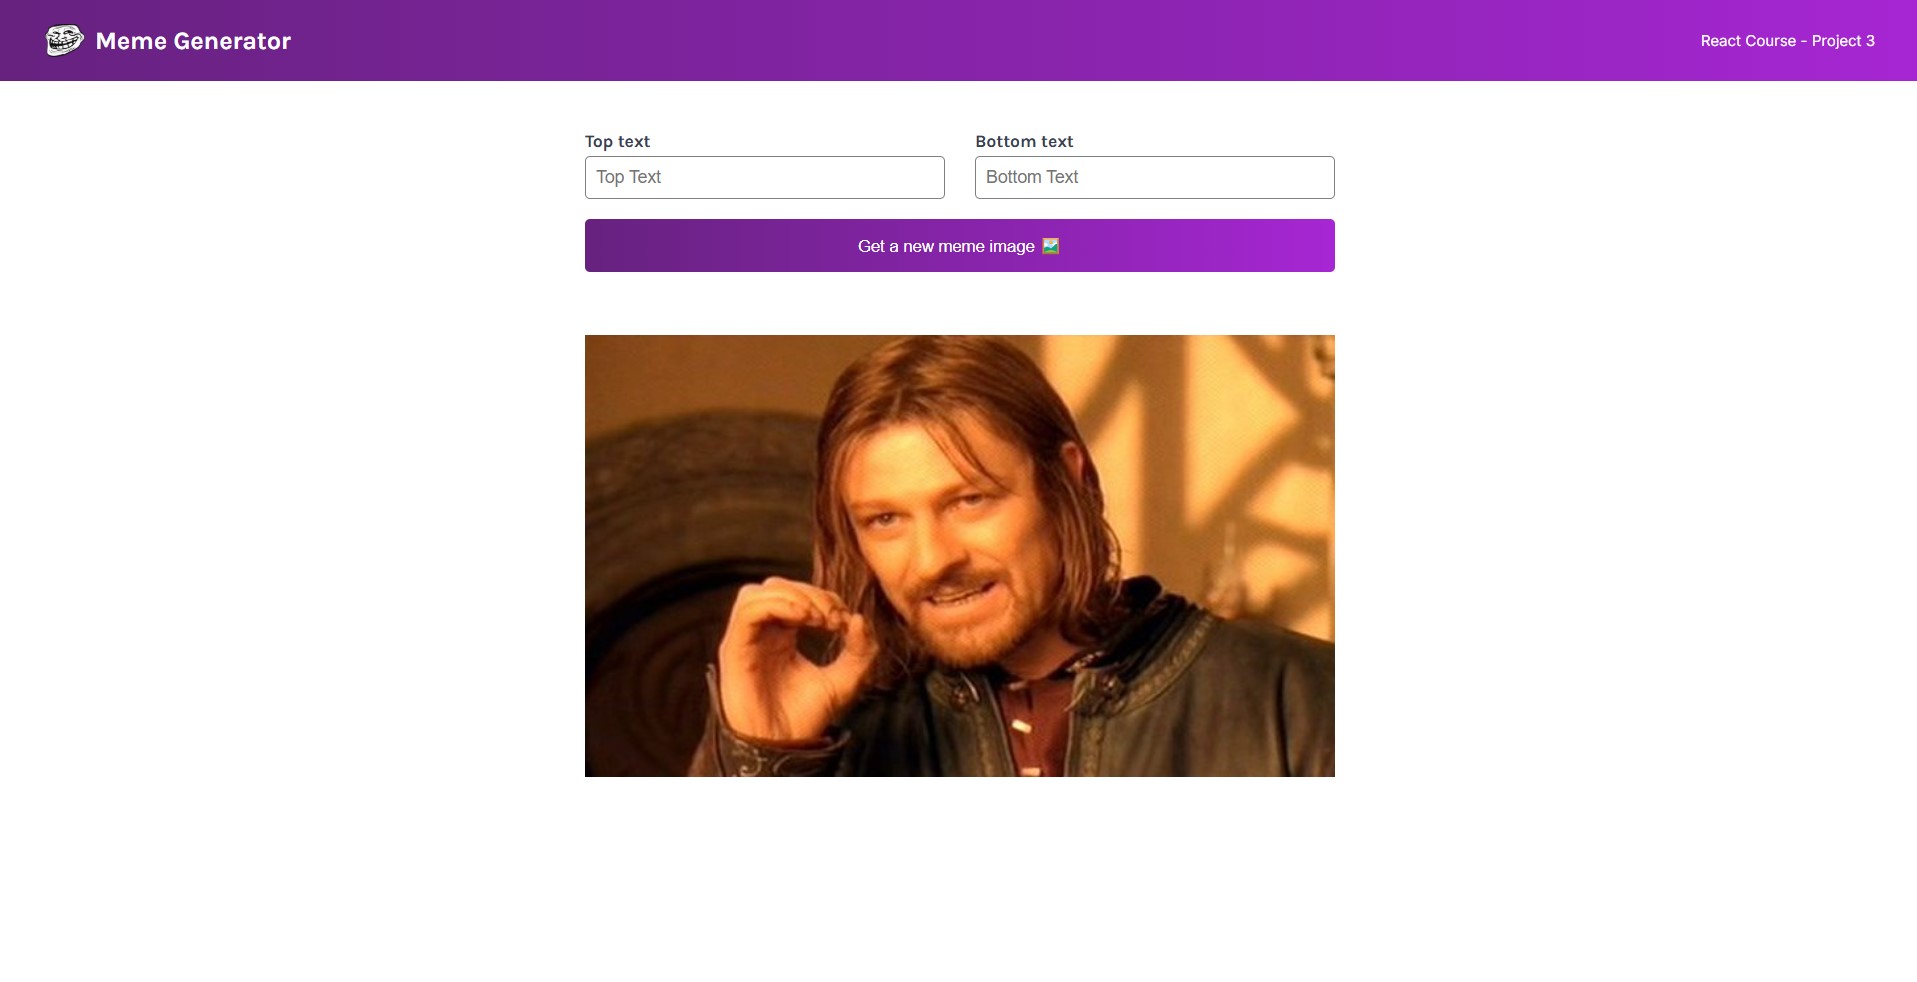 Meme Generator
React Course - Project 3
Top text
Bottom text
Top Text
Bottom Text
Get a new meme image 🖼